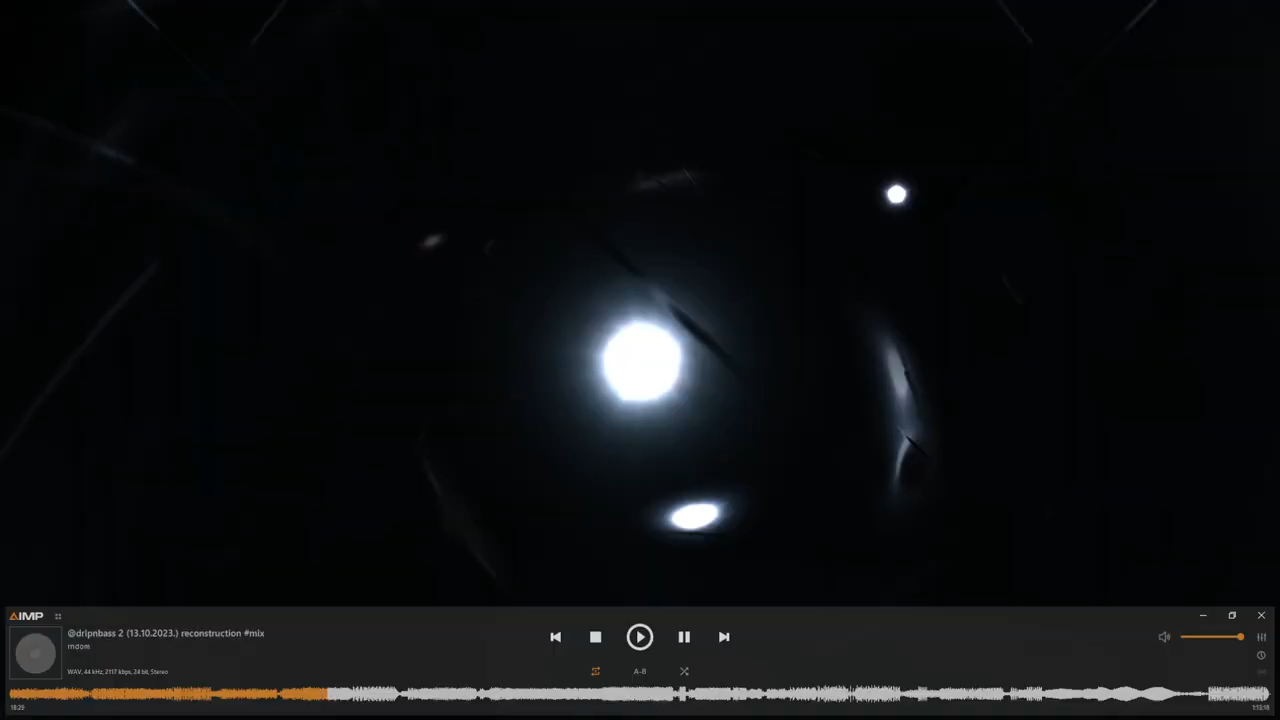 AIMP
@dripnbass 2 (13.10.2023.) reconstruction #mix
rndom
WAV, 44 kHz, 2117 kbps, 24 bit, Stereo
A-B
18:29
1:13:18